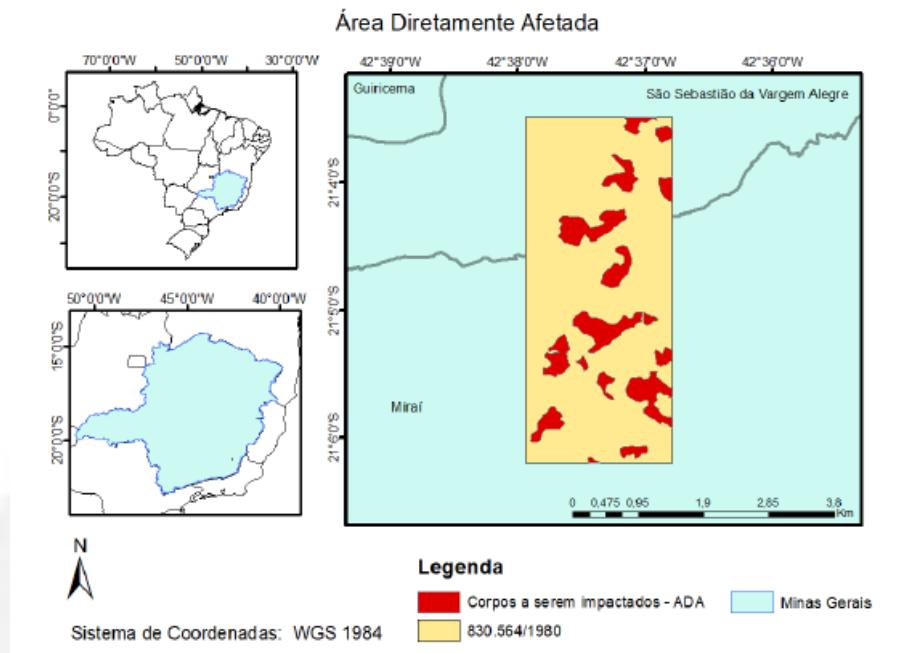 Área Diretamente Afetada
70°0'0"W 50°0'0"W 30°0'0"W
0°0'0"
20°0'0"S
50°0'0"W 45°0'0"W 40°0'0"W
15°0'0"S
20°0'0"S
42°39'0"W 42°38'0"W 42°37'0"W 42°36'0"W
21°4'0"S
21°5'0"S
21°6'0"S
Guiricema
São Sebastião da Vargem Alegre
Miraí
0 0,475 0,95 1,9 2,85 3,8
Km
N
Sistema de Coordenadas: WGS 1984
Legenda
Corpos a serem impactados - ADA
Minas Gerais
830.564/1980